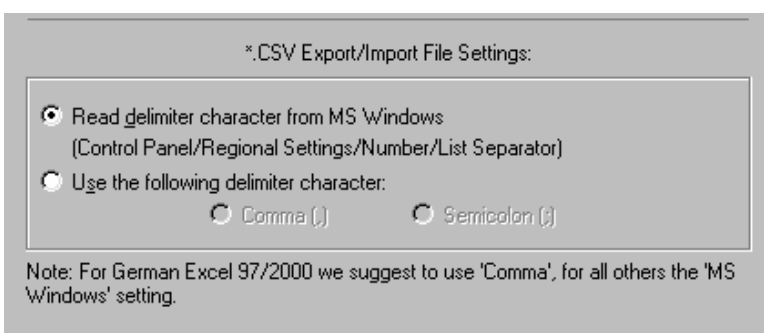 *.CSV Export/Import File Settings:
Read delimiter character from MS Windows
(Control Panel/Regional Settings/Number/List Separator)
Use the following delimiter character:
Comma (,) Semicolon (;)
Note: For German Excel 97/2000 we suggest to use 'Comma', for all others the 'MS
Windows' setting.